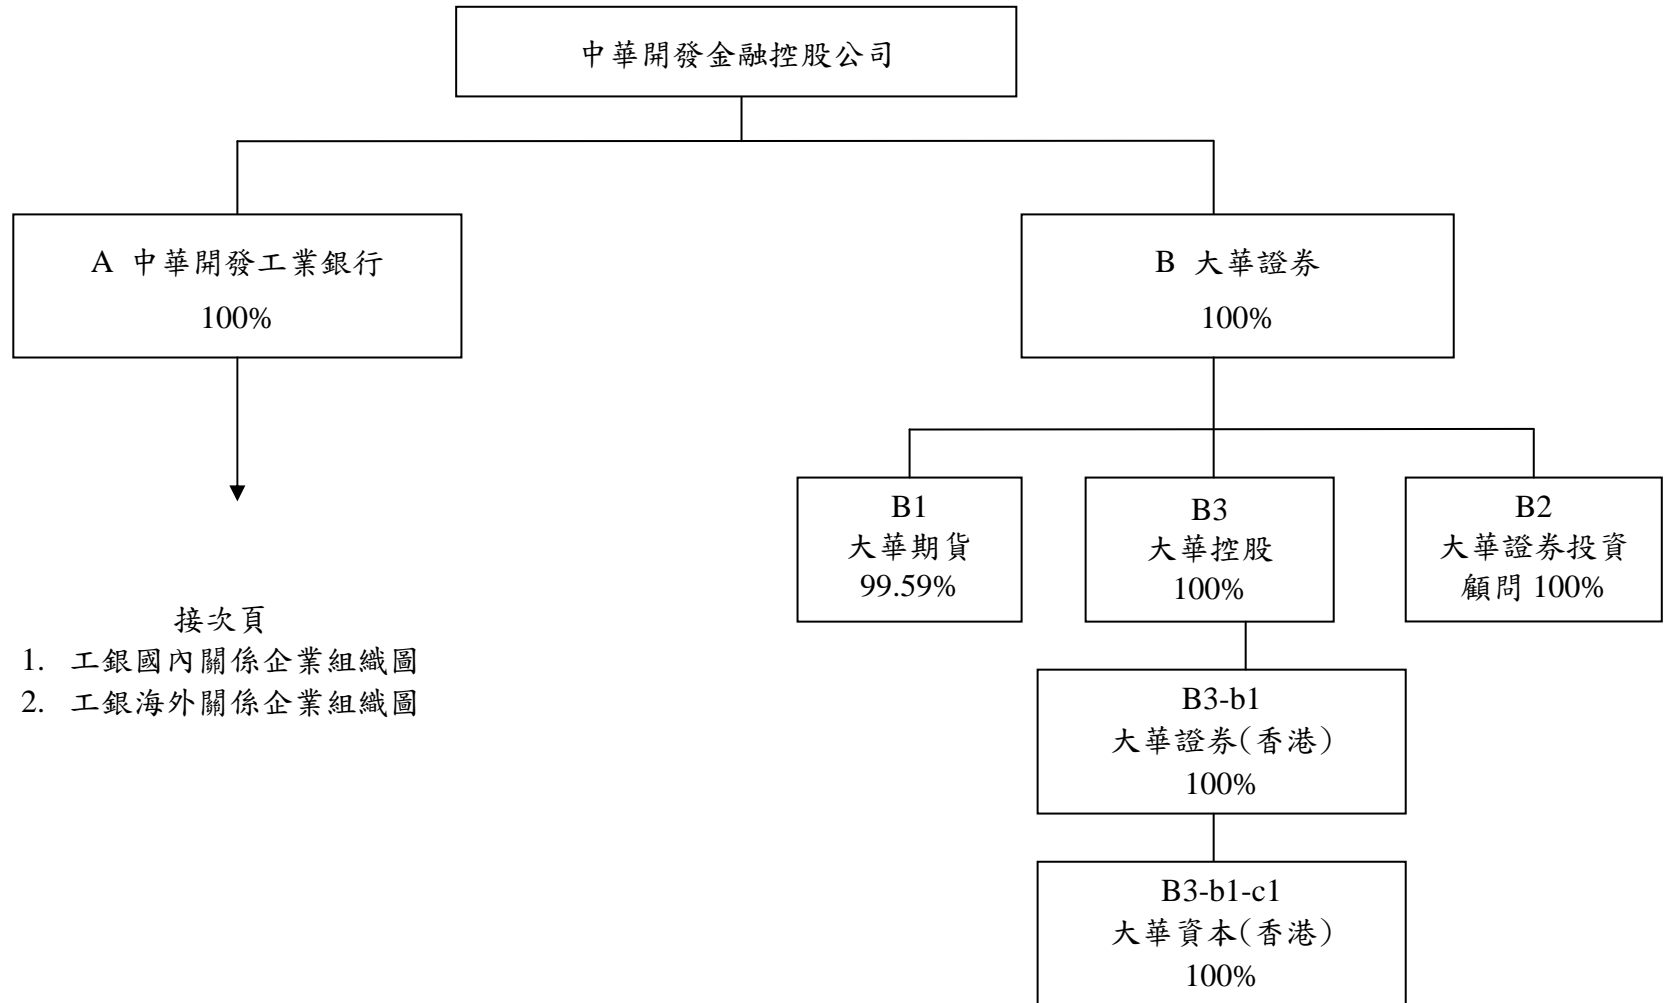 中華開發金融控股公司
A 中華開發工業銀行
100%
B 大華證券
100%
B1
大華期貨
99.59%
B3
大華控股
100%
B2
大華證券投資
顧問 100%
接次頁
1. 工銀國內關係企業組織圖
2. 工銀海外關係企業組織圖
B3-b1
大華證券(香港)
100%
B3-b1-c1
大華資本(香港)
100%